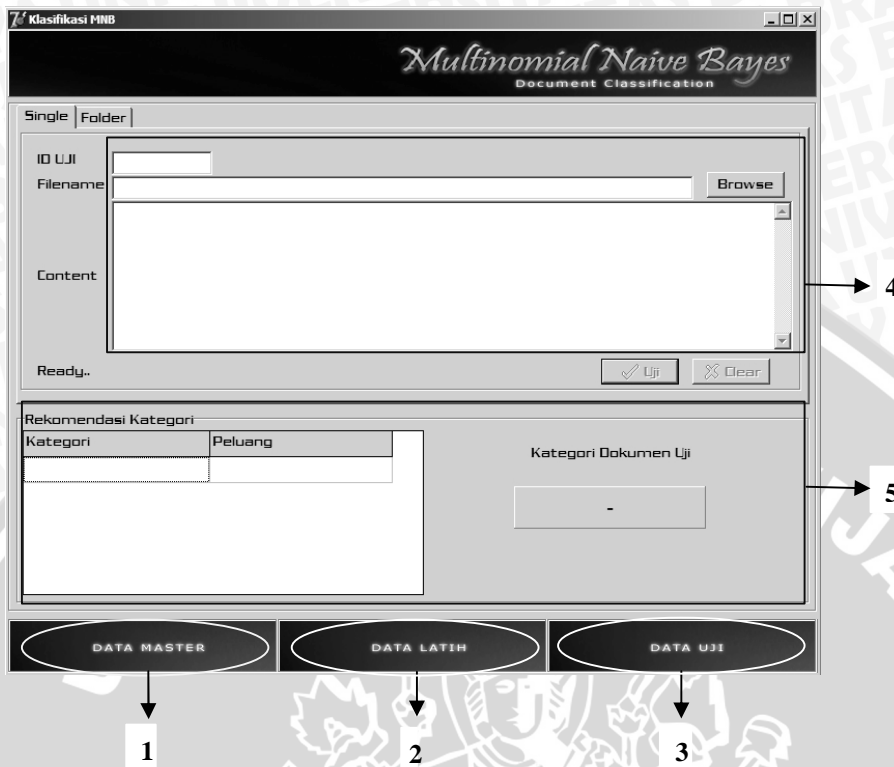 Klasifikasi MNB
Multinomial Naive Bayes
Document Classification
Single Folder
ID UJI
Filename Browse
Content
4
Ready.. Uji Clear
Rekomendasi Kategori
Kategori Peluang
Kategori Dokumen Uji
-
5
DATA MASTER DATA LATIH DATA UJI
1 2 3